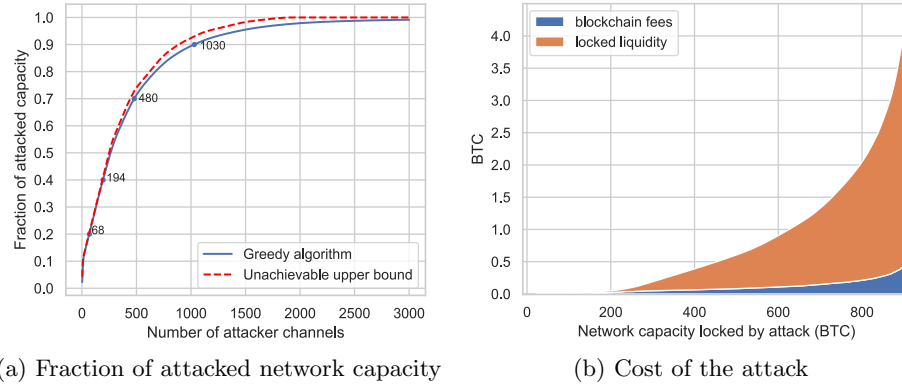 1.0
0.9
0.8
0.7
0.6
0.5
0.4
0.3
0.2
0.1
0.0
Fraction of attacked capacity
1030
480
194
68
Greedy algorithm
Unachievable upper bound
0 500 1000 1500 2000 2500 3000
Number of attacker channels
a) Fraction of attacked network capacity
blockchain fees
locked liquidity
4.0
3.5
3.0
2.5
2.0
1.5
1.0
0.5
0.0
BTC
0 200 400 600 800
Network capacity locked by attack (BTC)
(b) Cost of the attack